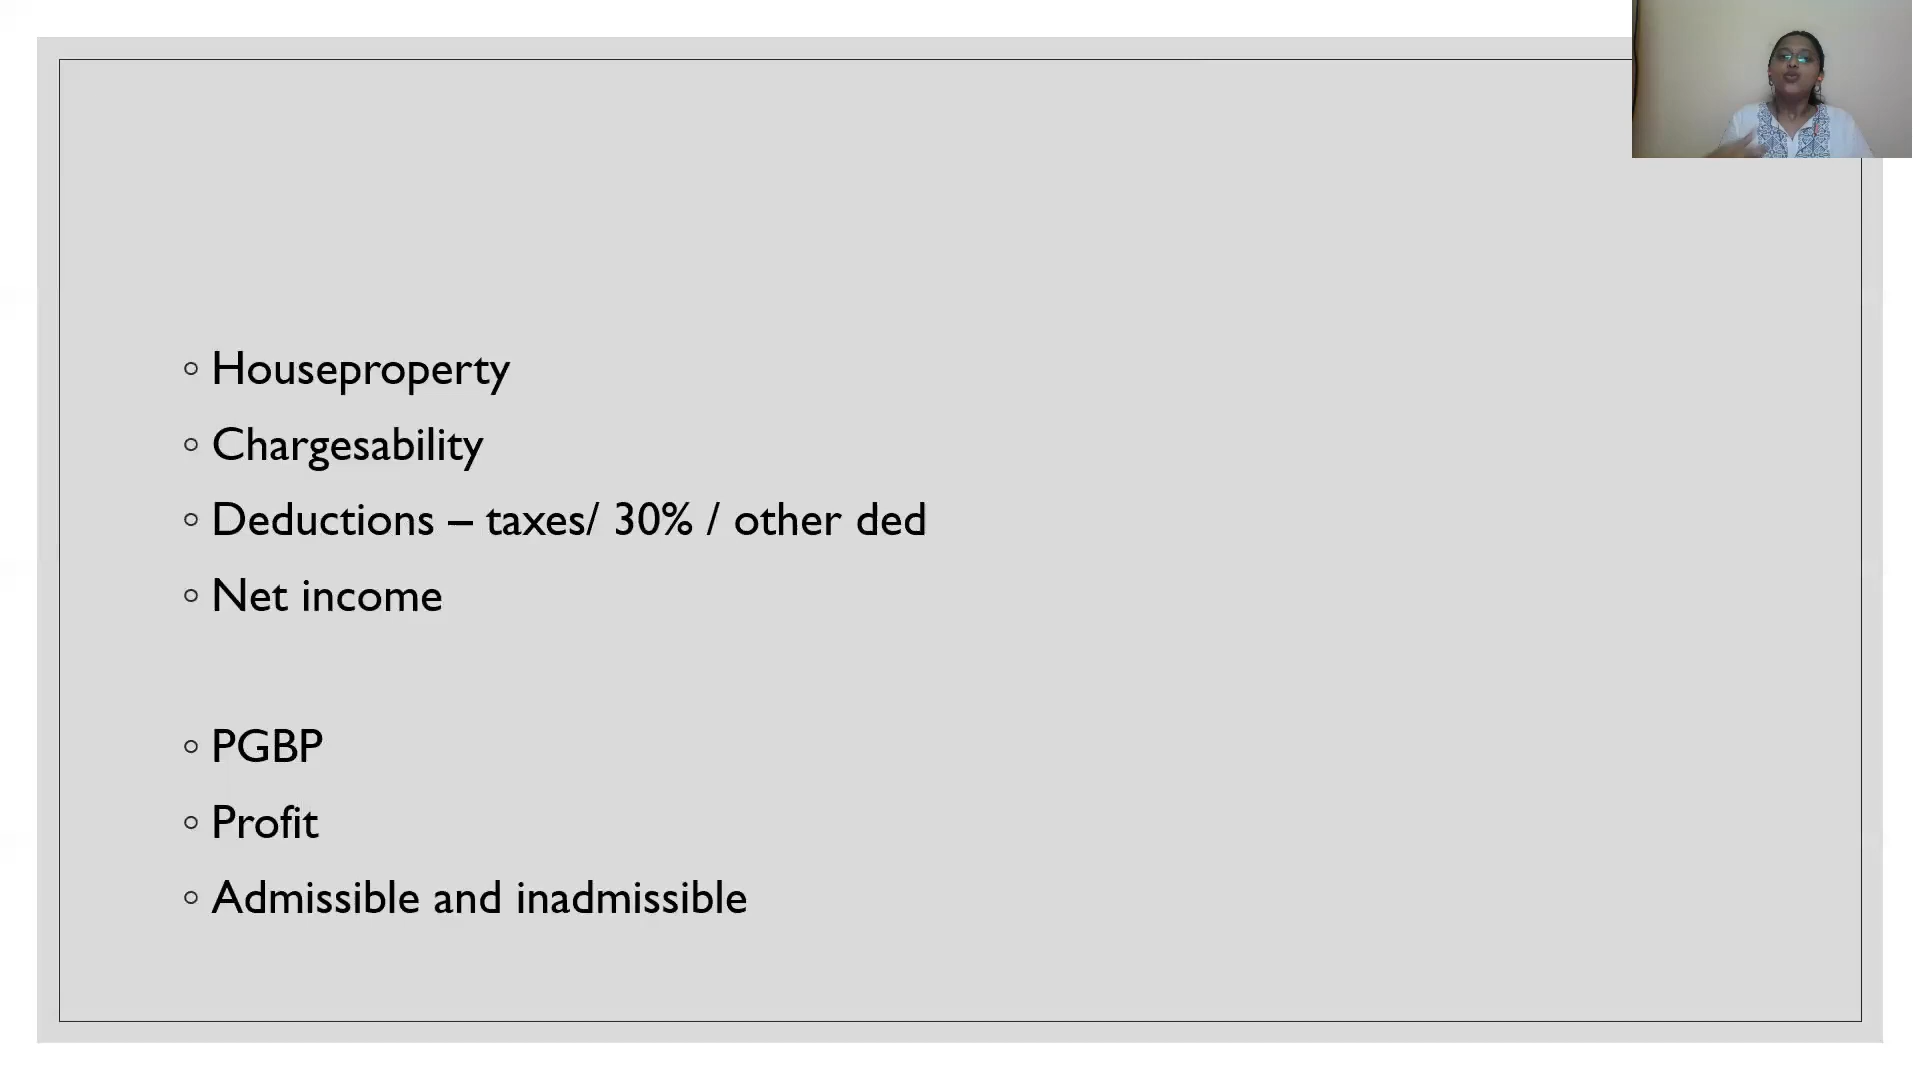 ◦ Houseproperty
◦ Chargesability
◦ Deductions – taxes/ 30% / other ded
◦ Net income
◦ PGBP
◦ Profit
◦ Admissible and inadmissible